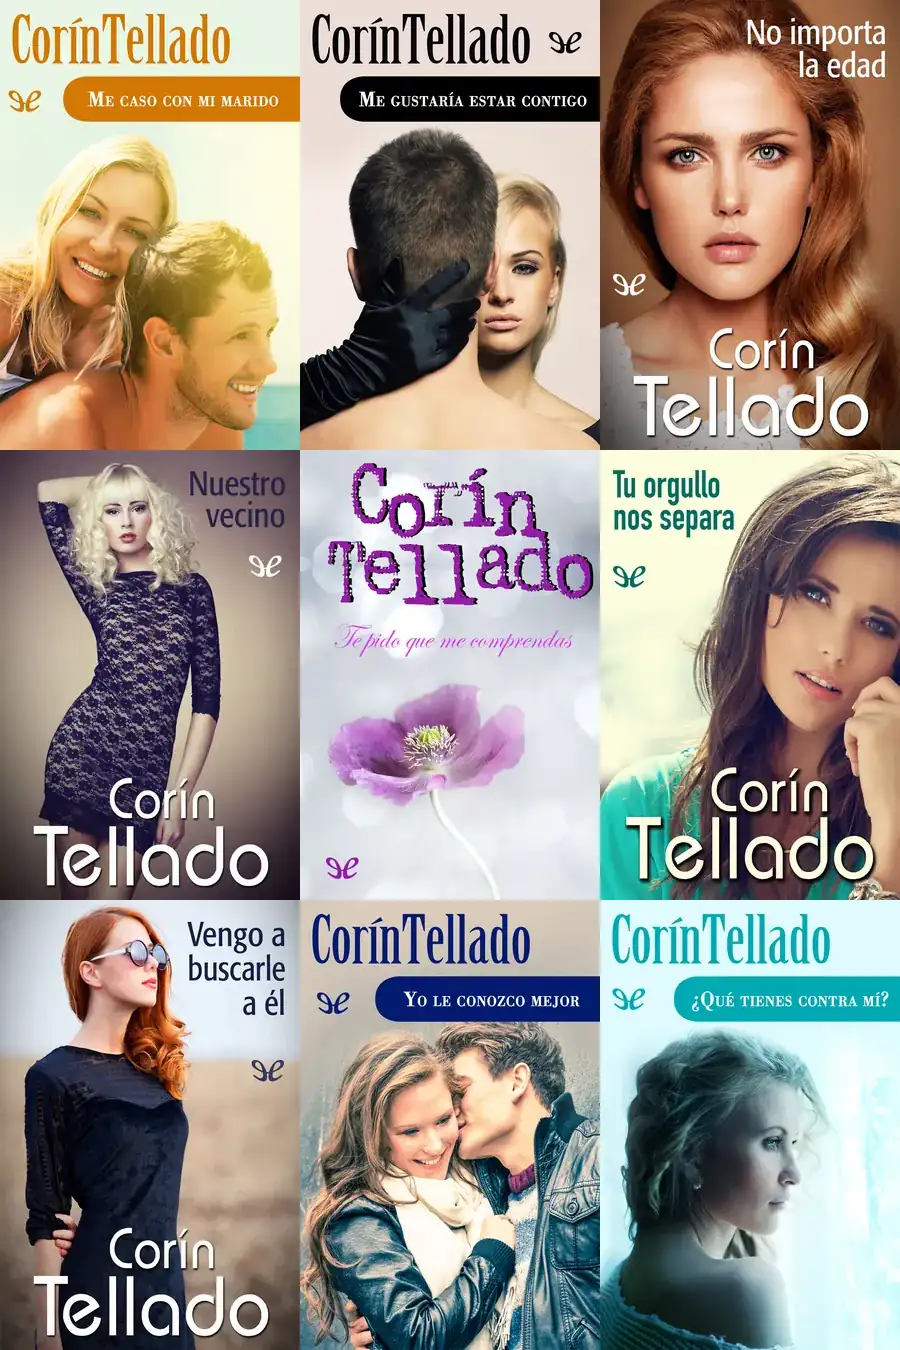 CorínTellado
Me caso con mi marido
CorínTellado
Me gustaría estar contigo
No importa
la edad
Corín
Tellado
Nuestro
vecino
Corín
Tellado
Corín
Tellado
Te pido que me comprendas
Tu orgullo
nos separa
Corín
Tellado
Vengo a
buscarle
a él
Corín
Tellado
CorínTellado
Yo le conozco mejor
CorínTellado
¿Qué tienes contra mí?